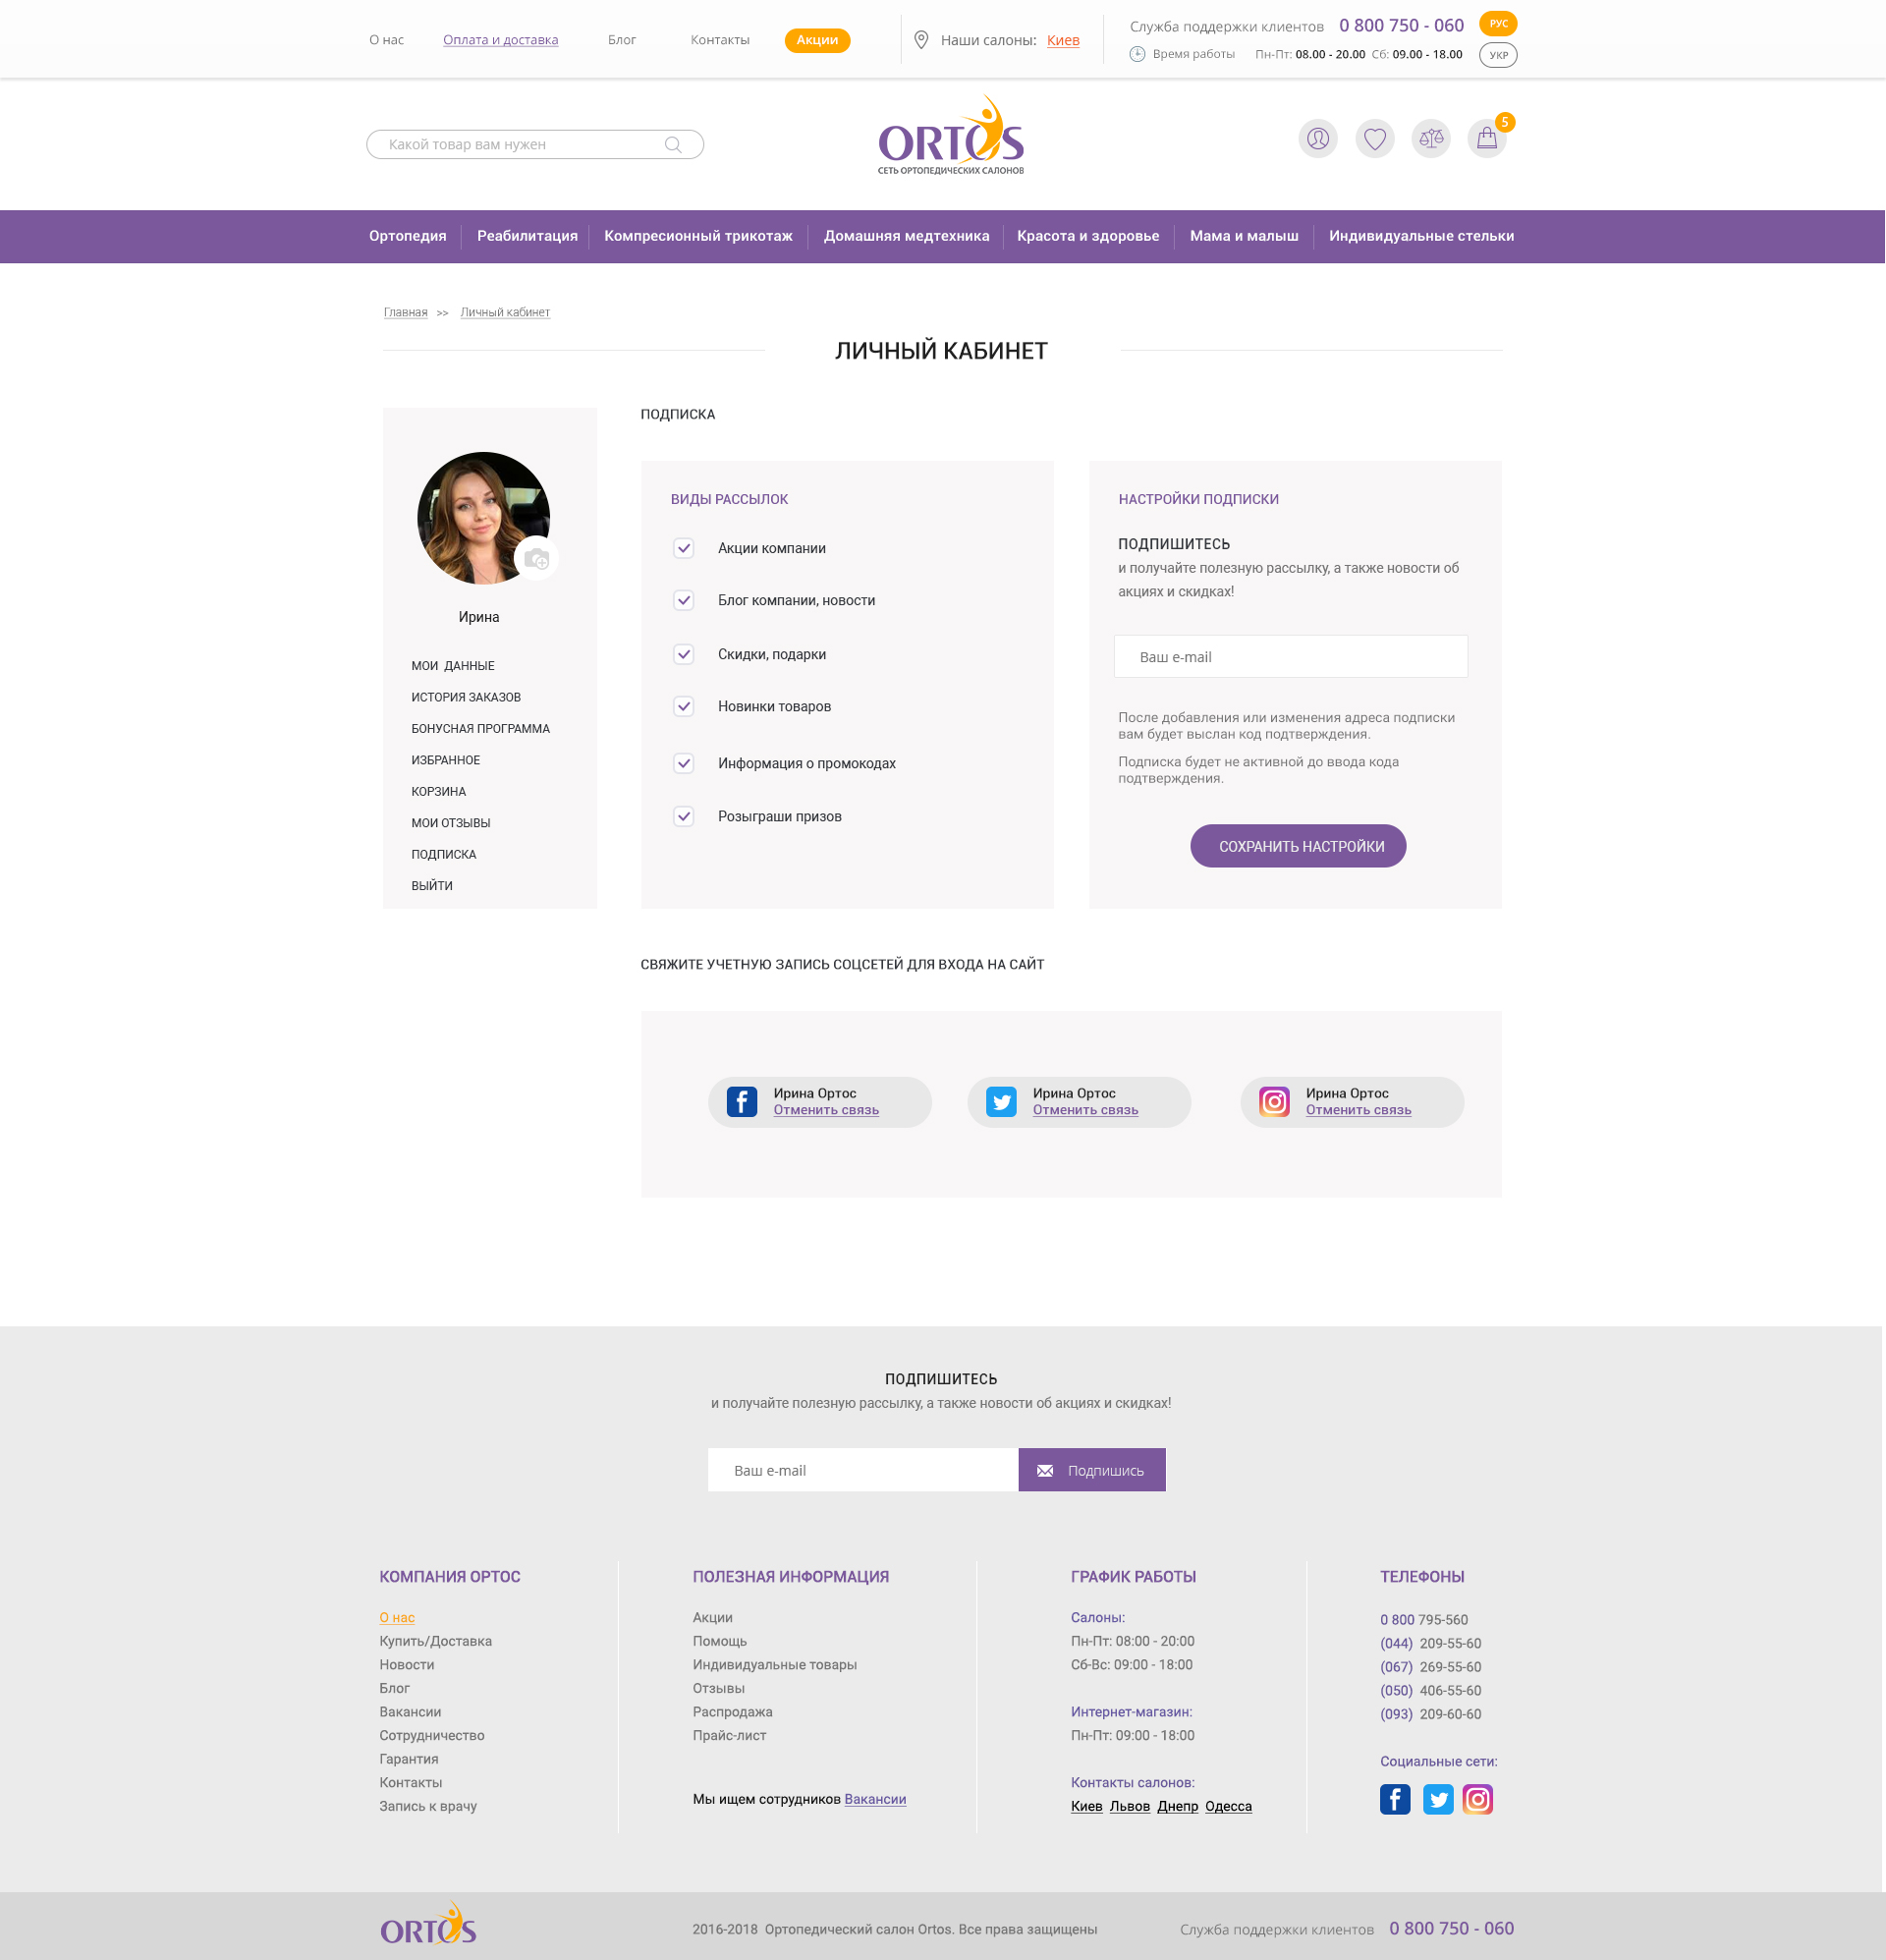 О нас Оплата и доставка Блог Контакты Акции
Наши салоны: Киев
Служба поддержки клиентов 0 800 750 - 060
Время работы Пн-Пт: 08.00 - 20.00 Сб: 09.00 - 18.00
РУС
УКР
Какой товар вам нужен
ORTOS
СЕТЬ ОРТОПЕДИЧЕСКИХ САЛОНОВ
5
Ортопедия Реабилитация Компресионный трикотаж Домашняя медтехника Красота и здоровье Мама и малыш Индивидуальные стельки
Главная >> Личный кабинет
ЛИЧНЫЙ КАБИНЕТ
Ирина
МОИ ДАННЫЕ
ИСТОРИЯ ЗАКАЗОВ
БОНУСНАЯ ПРОГРАММА
ИЗБРАННОЕ
КОРЗИНА
МОИ ОТЗЫВЫ
ПОДПИСКА
ВЫЙТИ
ПОДПИСКА
ВИДЫ РАССЫЛОК
Акции компании
Блог компании, новости
Скидки, подарки
Новинки товаров
Информация о промокодах
Розыграши призов
НАСТРОЙКИ ПОДПИСКИ
ПОДПИШИТЕСЬ
и получайте полезную рассылку, а также новости об
акциях и скидках!
Ваш e-mail
После добавления или изменения адреса подписки
вам будет выслан код подтверждения.
Подписка будет не активной до ввода кода
подтверждения.
СОХРАНИТЬ НАСТРОЙКИ
СВЯЖИТЕ УЧЕТНУЮ ЗАПИСЬ СОЦСЕТЕЙ ДЛЯ ВХОДА НА САЙТ
Ирина Ортос
Отменить связь
Ирина Ортос
Отменить связь
Ирина Ортос
Отменить связь
ПОДПИШИТЕСЬ
и получайте полезную рассылку, а также новости об акциях и скидках!
Ваш e-mail
Подпишись
КОМПАНИЯ ОРТОС
О нас
Купить/Доставка
Новости
Блог
Вакансии
Сотрудничество
Гарантия
Контакты
Запись к врачу
ПОЛЕЗНАЯ ИНФОРМАЦИЯ
Акции
Помощь
Индивидуальные товары
Отзывы
Распродажа
Прайс-лист
Мы ищем сотрудников Вакансии
ГРАФИК РАБОТЫ
Салоны:
Пн-Пт: 08:00 - 20:00
Сб-Вс: 09:00 - 18:00
Интернет-магазин:
Пн-Пт: 09:00 - 18:00
Контакты салонов:
Киев Львов Днепр Одесса
ТЕЛЕФОНЫ
0 800 795-560
(044) 209-55-60
(067) 269-55-60
(050) 406-55-60
(093) 209-60-60
Социальные сети:
ORTOS
2016-2018 Ортопедический салон Ortos. Все права защищены
Служба поддержки клиентов 0 800 750 - 060